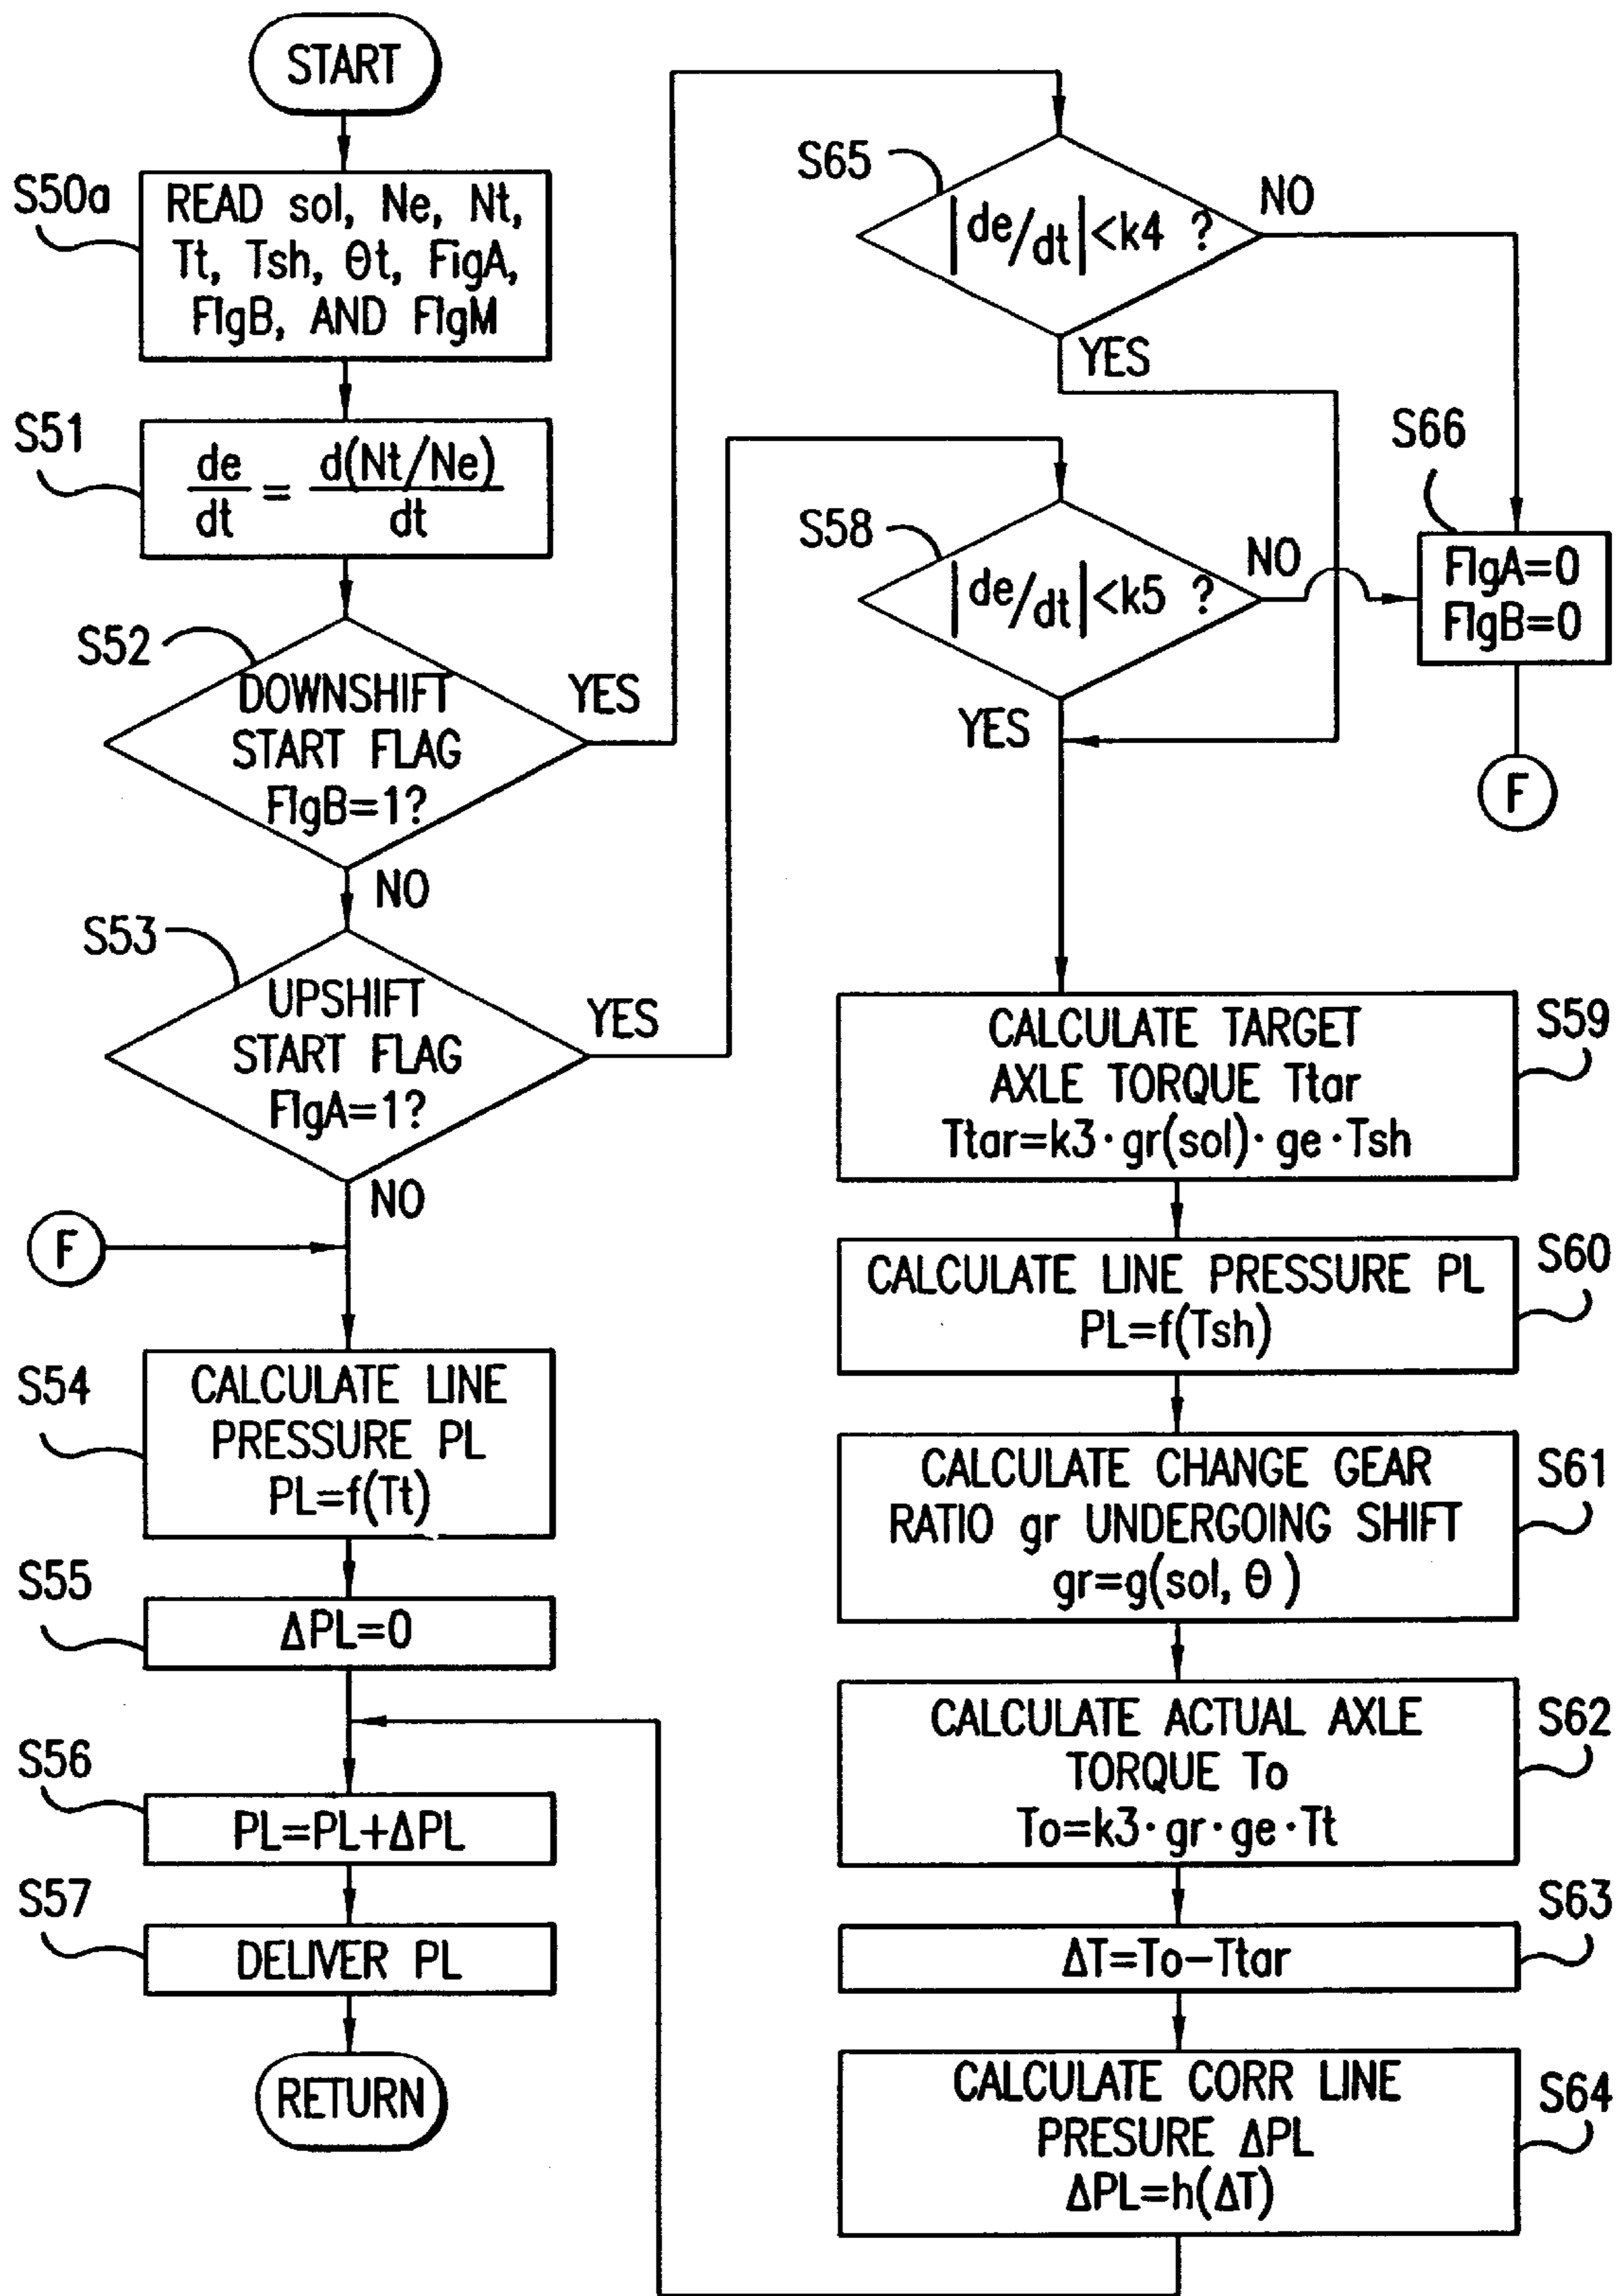 START
S50a
READ sol, Ne, Nt,
Tt, Tsh, θt, FigA,
FlgB, AND FlgM
S51
de/dt = d(Nt/Ne)/dt
S52
DOWNSHIFT
START FLAG
FlgB=1?
YES
NO
S53
UPSHIFT
START FLAG
FlgA=1?
YES
NO
F
S54
CALCULATE LINE
PRESSURE PL
PL=f(Tt)
S55
ΔPL=0
S56
PL=PL+ΔPL
S57
DELIVER PL
RETURN
S65
|de/dt|<k4 ?
NO
YES
S66
FlgA=0
FlgB=0
F
S58
|de/dt|<k5 ?
NO
YES
S59
CALCULATE TARGET
AXLE TORQUE Ttar
Ttar=k3·gr(sol)·ge·Tsh
S60
CALCULATE LINE PRESSURE PL
PL=f(Tsh)
S61
CALCULATE CHANGE GEAR
RATIO gr UNDERGOING SHIFT
gr=g(sol, θ)
S62
CALCULATE ACTUAL AXLE
TORQUE To
To=k3·gr·ge·Tt
S63
ΔT=To-Ttar
S64
CALCULATE CORR LINE
PRESURE ΔPL
ΔPL=h(ΔT)